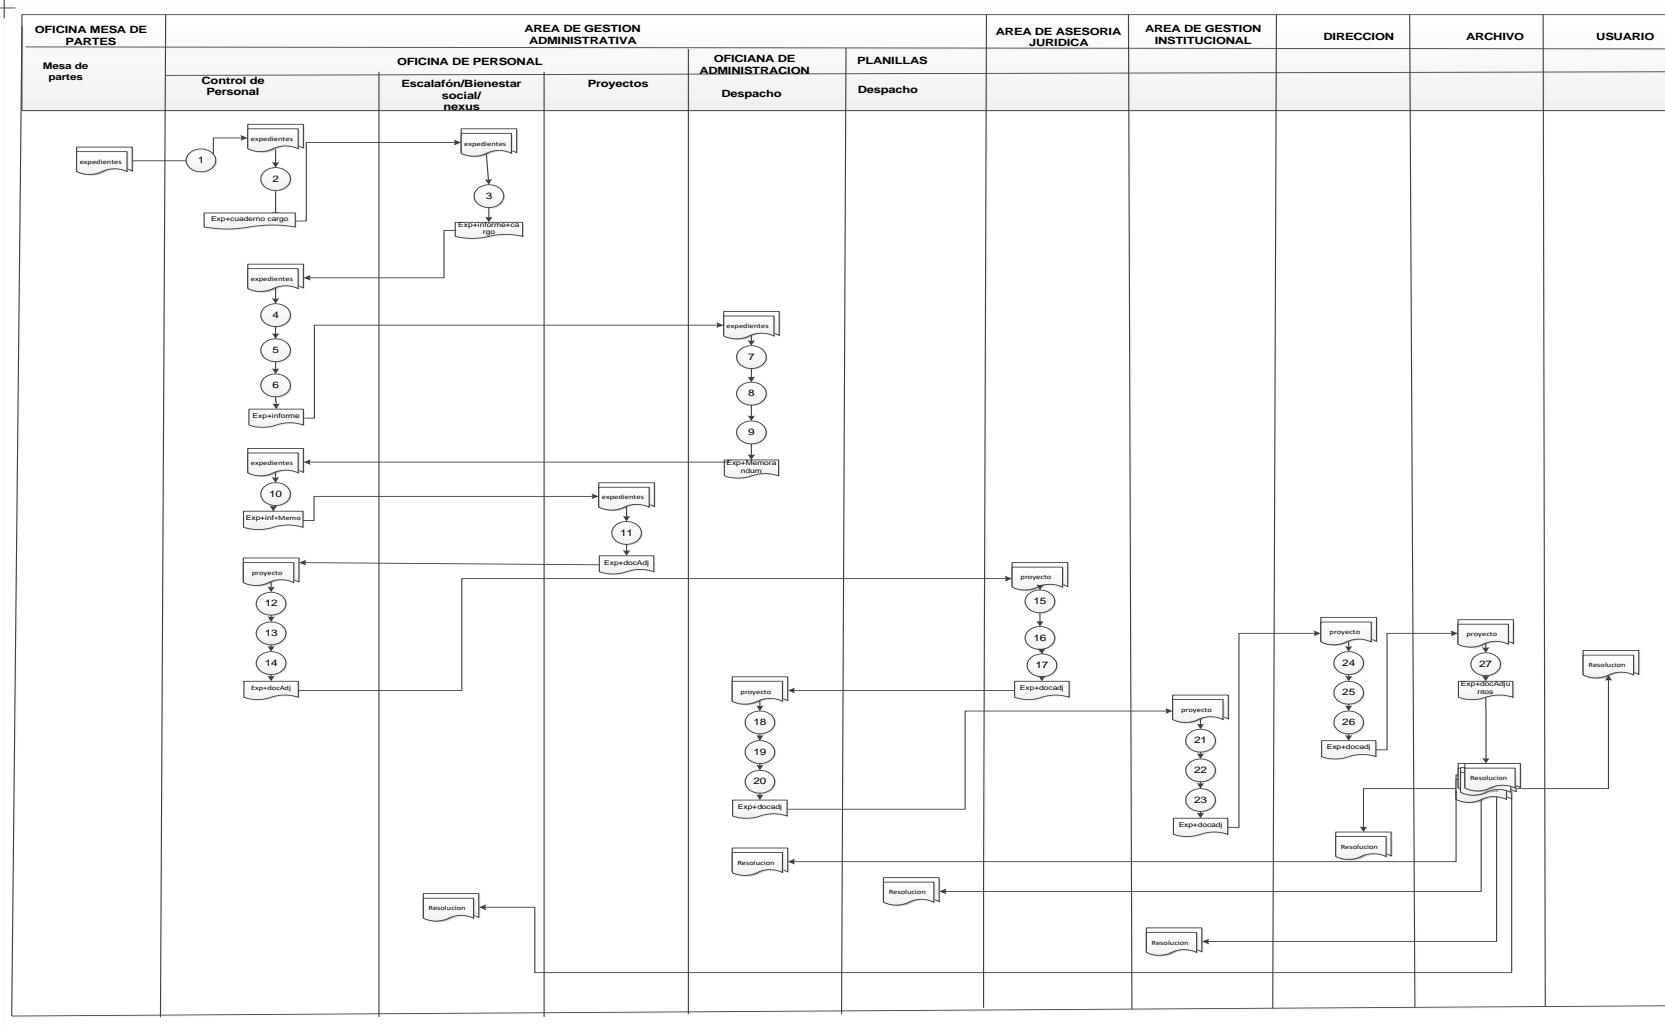 OFICINA MESA DE
PARTES
AREA DE GESTION
ADMINISTRATIVA
AREA DE ASESORIA
JURIDICA
AREA DE GESTION
INSTITUCIONAL
DIRECCION
ARCHIVO
USUARIO
Mesa de
partes
OFICINA DE PERSONAL
OFICIANA DE
ADMINISTRACION
PLANILLAS
Control de
Personal
Escalafón/Bienestar
social/
nexus
Proyectos
Despacho
Despacho
expedientes
1
expedientes
2
Exp+cuaderno cargo
expedientes
3
Exp+informe+ca
rgo
expedientes
4
5
6
Exp+informe
expedientes
7
8
9
Exp+Memora
ndum
expedientes
10
Exp+inf+Memo
expedientes
11
Exp+docAdj
proyecto
12
13
14
Exp+docAdj
proyecto
15
16
17
Exp+docadj
proyecto
18
19
20
Exp+docadj
proyecto
21
22
23
Exp+docadj
proyecto
24
25
26
Exp+docadj
proyecto
27
Exp+docAdju
ntos
Resolucion
Resolucion
Resolucion
Resolucion
Resolucion
Resolucion
Resolucion